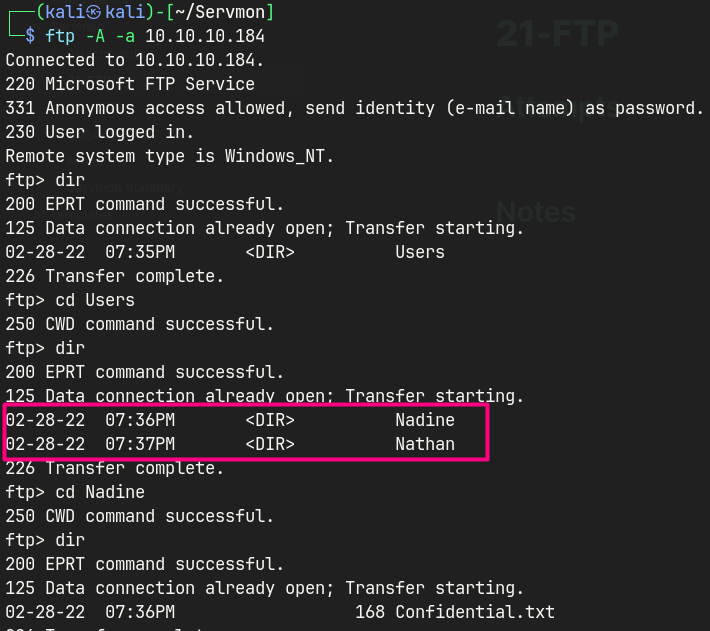 ┌──(kali㉿kali)-[~/Servmon]
└─$ ftp -A -a 10.10.10.184
21-FTP
Connected to 10.10.10.184.
220 Microsoft FTP Service
331 Anonymous access allowed, send identity (e-mail name) as password.
230 User logged in.
Remote system type is Windows_NT.
ftp> dir
Servmon Summary
200 EPRT command successful.
Notes
125 Data connection already open; Transfer starting.
02-28-22  07:35PM       <DIR>          Users
226 Transfer complete.
ftp> cd Users
250 CWD command successful.
ftp> dir
200 EPRT command successful.
125 Data connection already open; Transfer starting.
02-28-22  07:36PM       <DIR>          Nadine
02-28-22  07:37PM       <DIR>          Nathan
226 Transfer complete.
ftp> cd Nadine
250 CWD command successful.
ftp> dir
200 EPRT command successful.
125 Data connection already open; Transfer starting.
02-28-22  07:36PM                  168 Confidential.txt